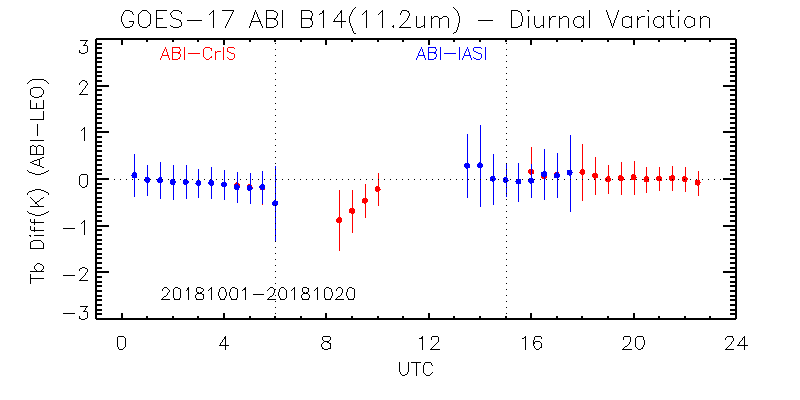 GOES-17 ABI B14(11.2um) - Diurnal Variation
ABI-CrIS
ABI-IASI
Tb Diff(K) (ABI-LEO)
3
2
1
0
-1
-2
-3
20181001-20181020
0 4 8 12 16 20 24
UTC